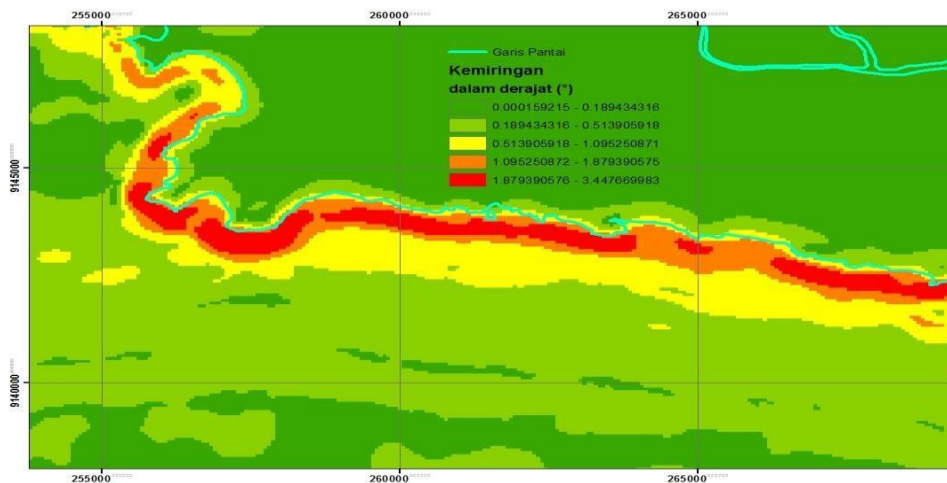 255000 260000 265000
Garis Pantai
Kemiringan
dalam derajat (°)
0.000159215 - 0.189434316
0.189434316 - 0.513905918
0.513905918 - 1.095250871
1.095250872 - 1.879390575
1.879390576 - 3.447669983
9145000
9140000
255000 260000 265000